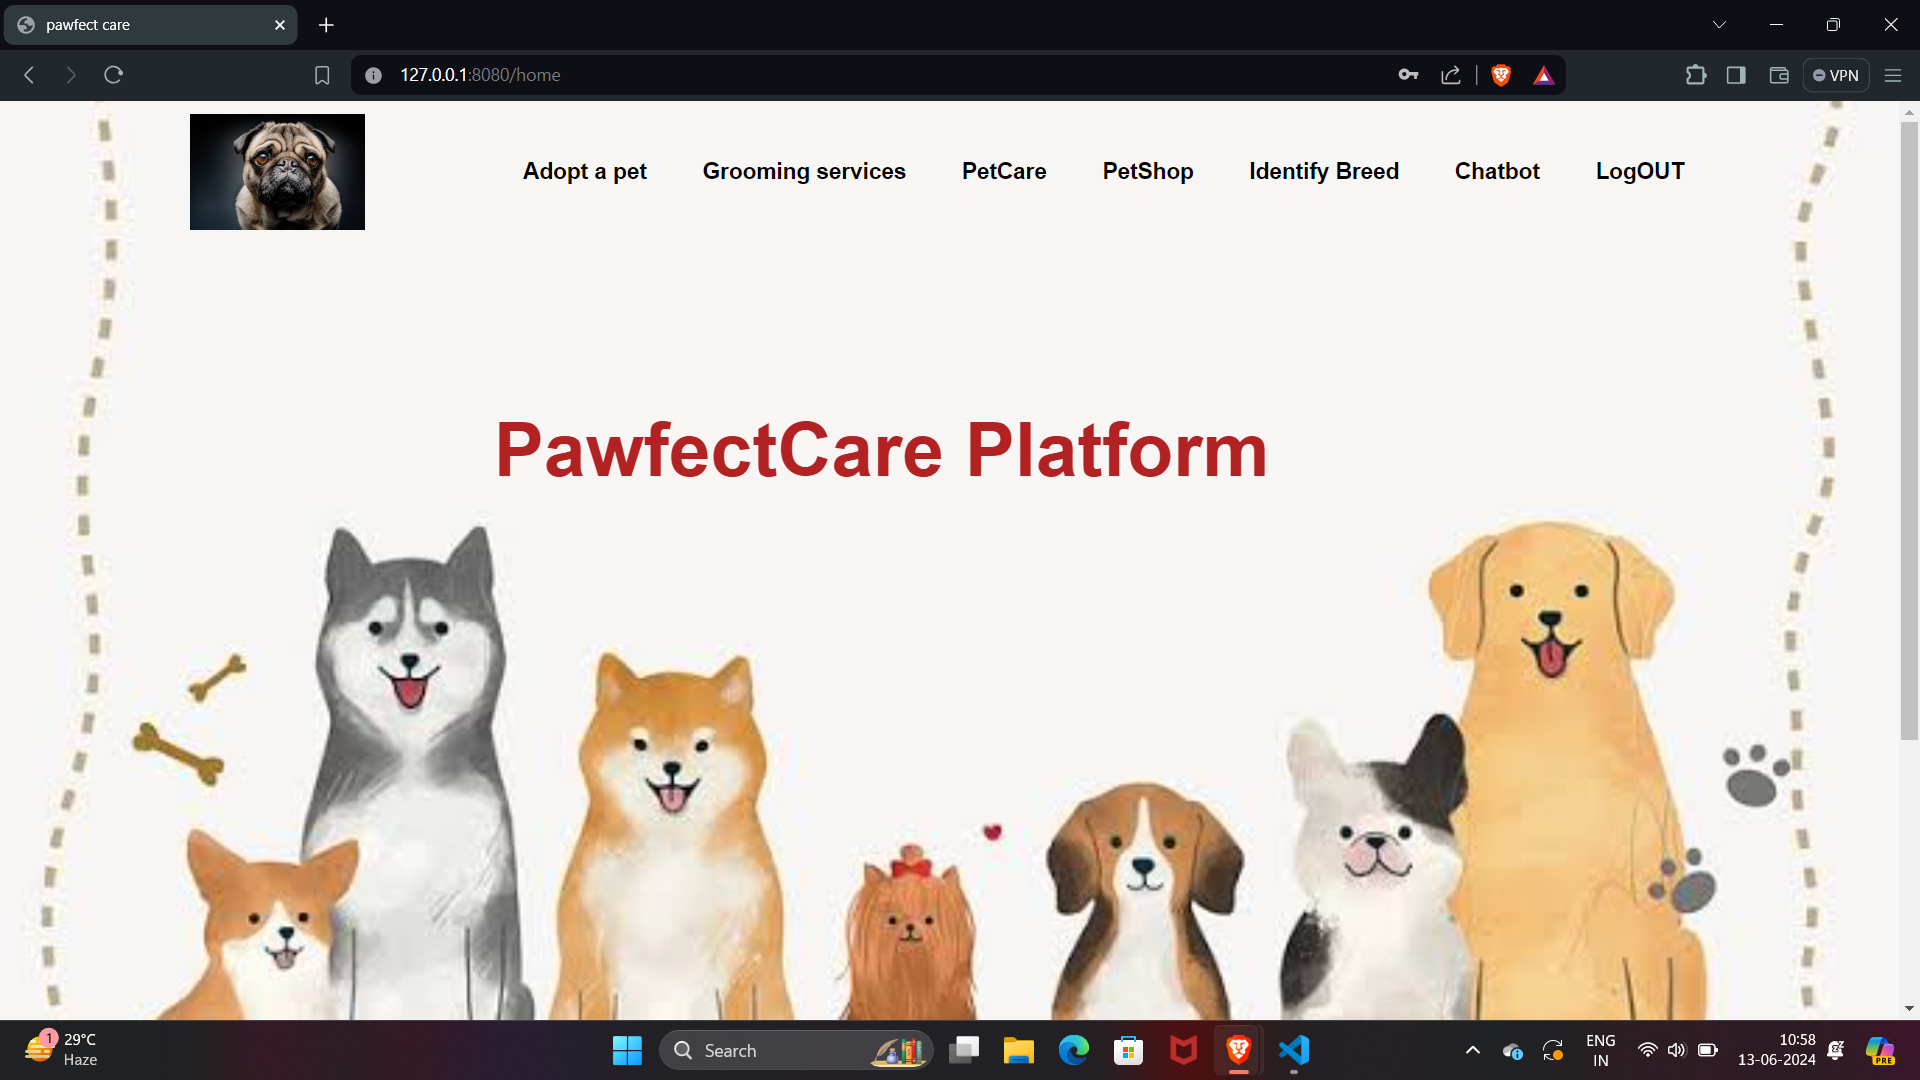 pawfect care
127.0.0.1:8080/home
VPN
Adopt a pet Grooming services PetCare PetShop Identify Breed Chatbot LogOUT
PawfectCare Platform
1
29°C
Haze
Search
ENG
IN
10:58
13-06-2024
PRE